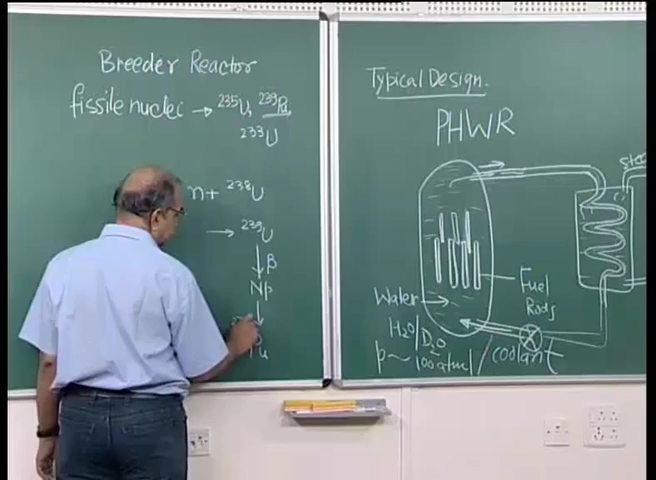 Breeder Reactor
fissile nuclei → ²³⁵U, ²³⁹Pu
²³³U
n + ²³⁸U
→ ²³⁹U
↓ β
Np
↓
Typical Design.
PHWR
Fuel
Rods
Water →
H₂O/D₂O
p ~ 100 atm/
coolant